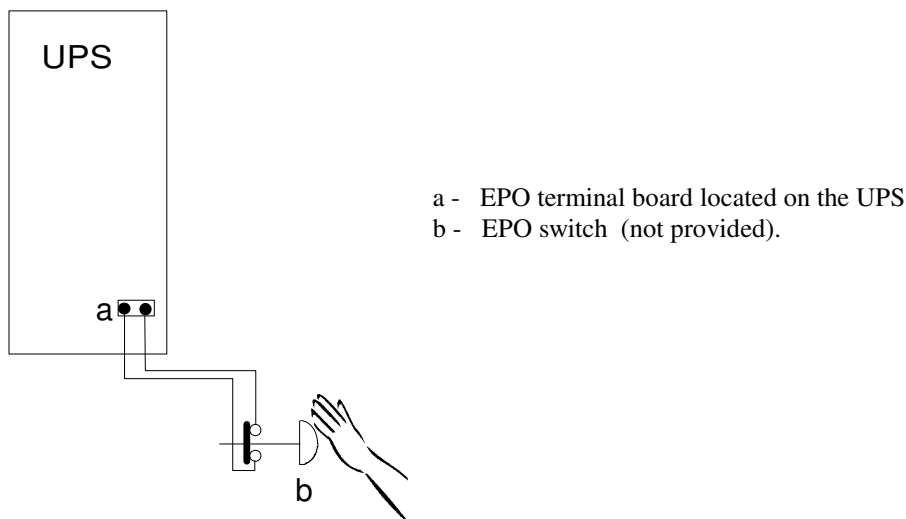 UPS
a - EPO terminal board located on the UPS
b - EPO switch (not provided).
a
b